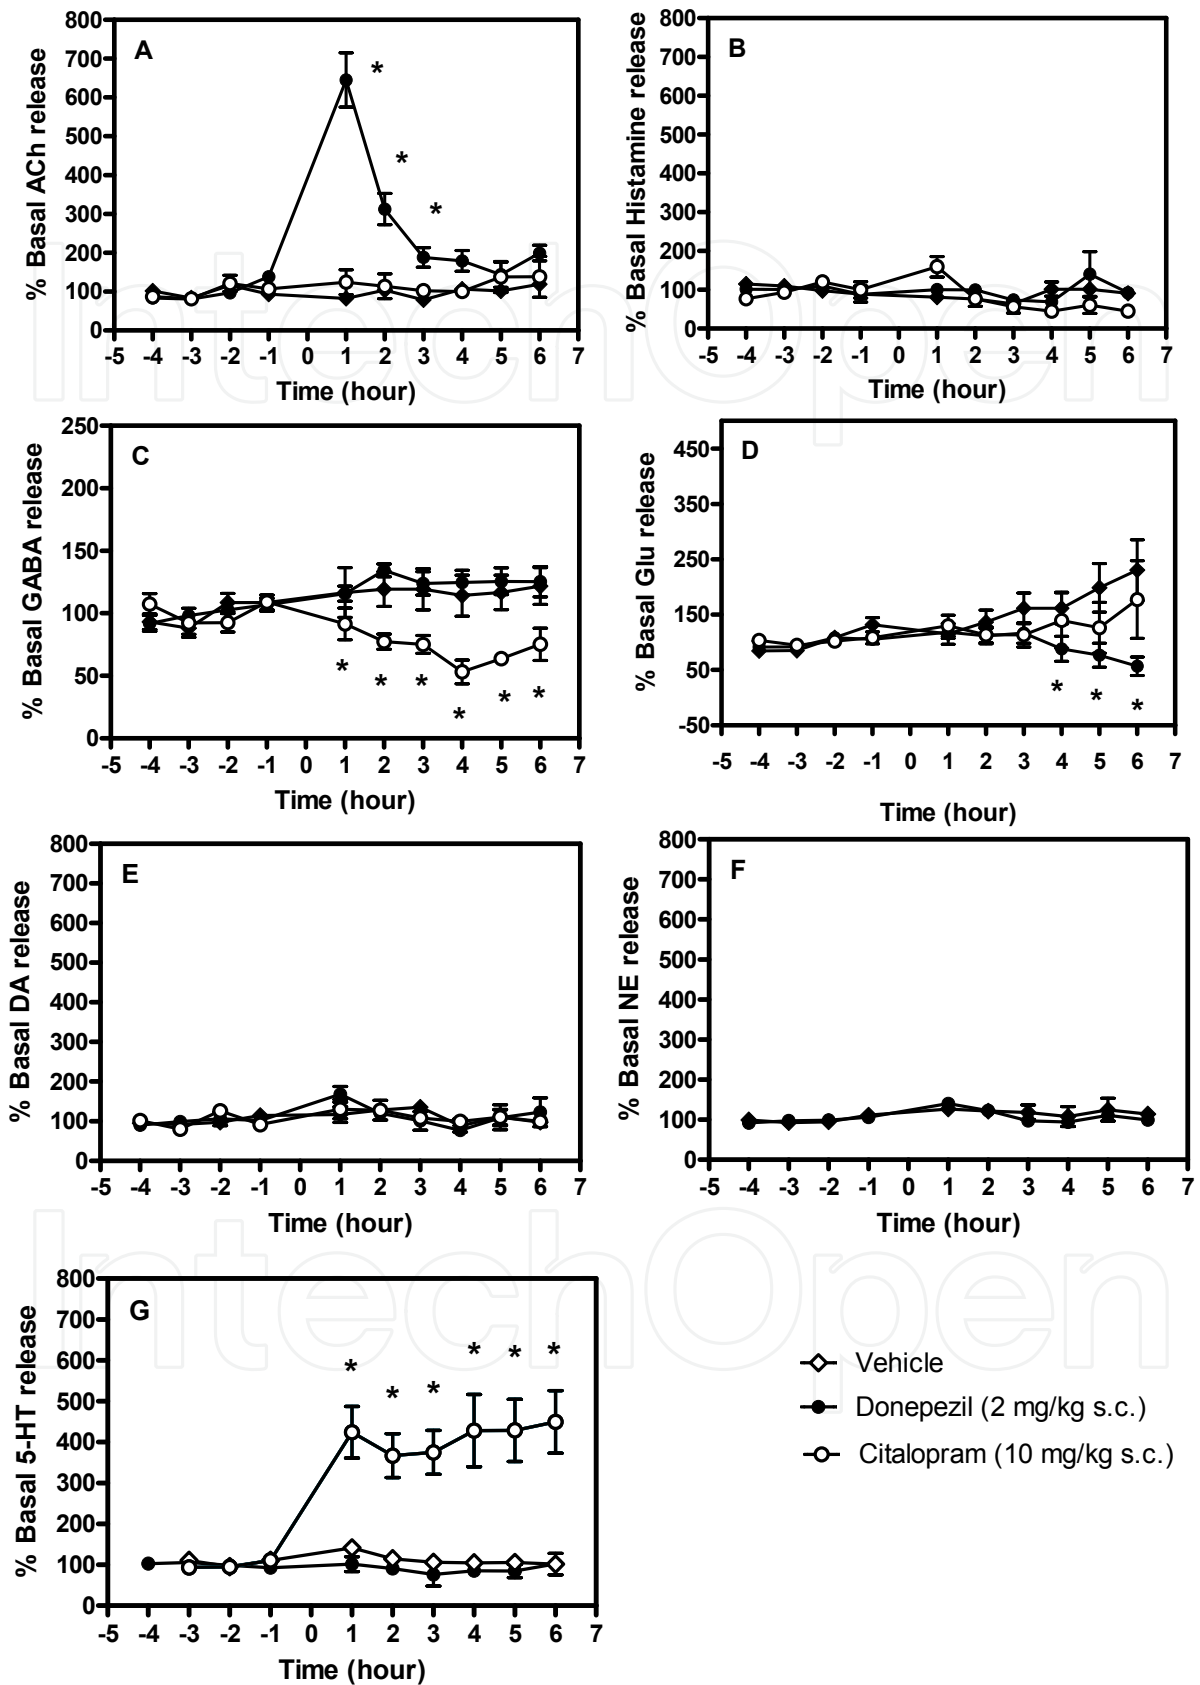 A
% Basal ACh release
800
700
600
500
400
300
200
100
0
* * *
-5 -4 -3 -2 -1 0 1 2 3 4 5 6 7
Time (hour)
B
% Basal Histamine release
800
700
600
500
400
300
200
100
0
-5 -4 -3 -2 -1 0 1 2 3 4 5 6 7
Time (hour)
IntechOpen
C
% Basal GABA release
250
200
150
100
50
0
* * * * * *
-5 -4 -3 -2 -1 0 1 2 3 4 5 6 7
Time (hour)
D
% Basal Glu release
450
350
250
150
50
-50
* * *
-5 -4 -3 -2 -1 0 1 2 3 4 5 6 7
Time (hour)
E
% Basal DA release
800
700
600
500
400
300
200
100
0
-5 -4 -3 -2 -1 0 1 2 3 4 5 6 7
Time (hour)
F
% Basal NE release
800
700
600
500
400
300
200
100
0
-5 -4 -3 -2 -1 0 1 2 3 4 5 6 7
Time (hour)
IntechOpen
G
% Basal 5-HT release
800
700
600
500
400
300
200
100
0
* * * * * *
-5 -4 -3 -2 -1 0 1 2 3 4 5 6 7
Time (hour)
Vehicle
Donepezil (2 mg/kg s.c.)
Citalopram (10 mg/kg s.c.)